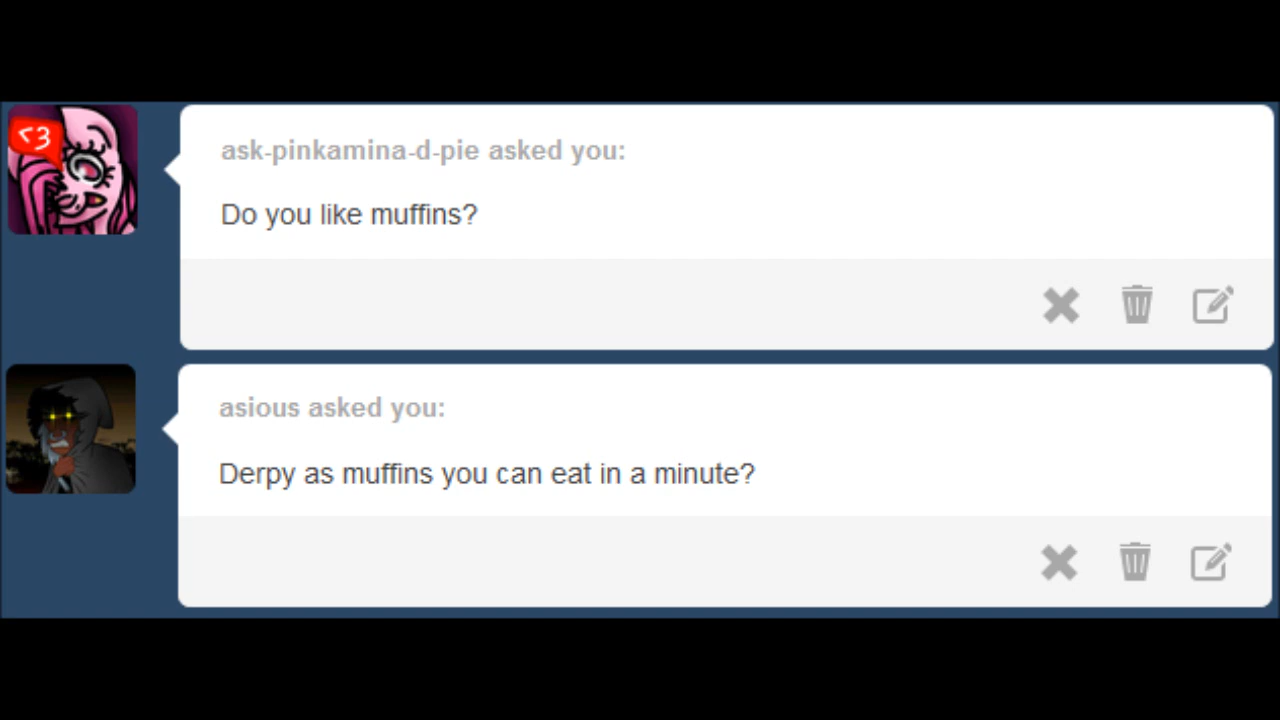 <3
ask-pinkamina-d-pie asked you:
Do you like muffins?
asious asked you:
Derpy as muffins you can eat in a minute?